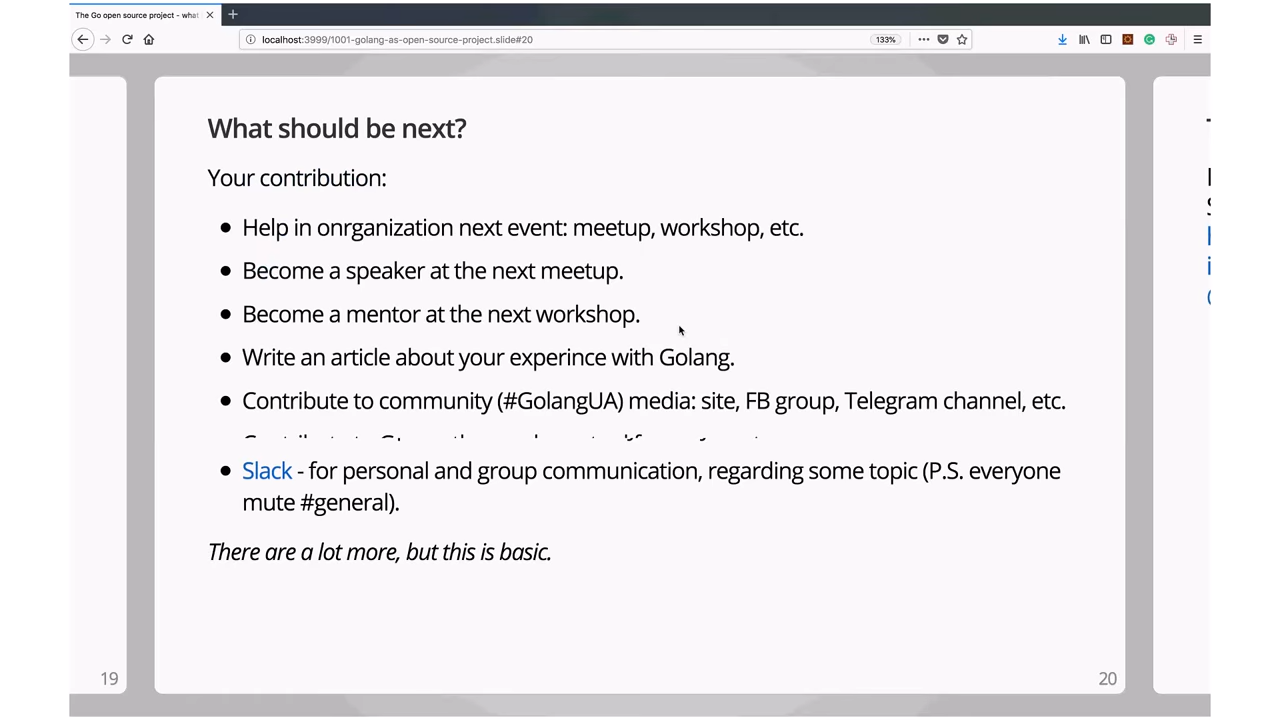 The Go open source project - what
localhost:3999/1001-golang-as-open-source-project.slide#20
133%
What should be next?
Your contribution:
Help in onrganization next event: meetup, workshop, etc.
Become a speaker at the next meetup.
Become a mentor at the next workshop.
Write an article about your experince with Golang.
Contribute to community (#GolangUA) media: site, FB group, Telegram channel, etc.
Slack - for personal and group communication, regarding some topic (P.S. everyone
mute #general).
There are a lot more, but this is basic.
19
20